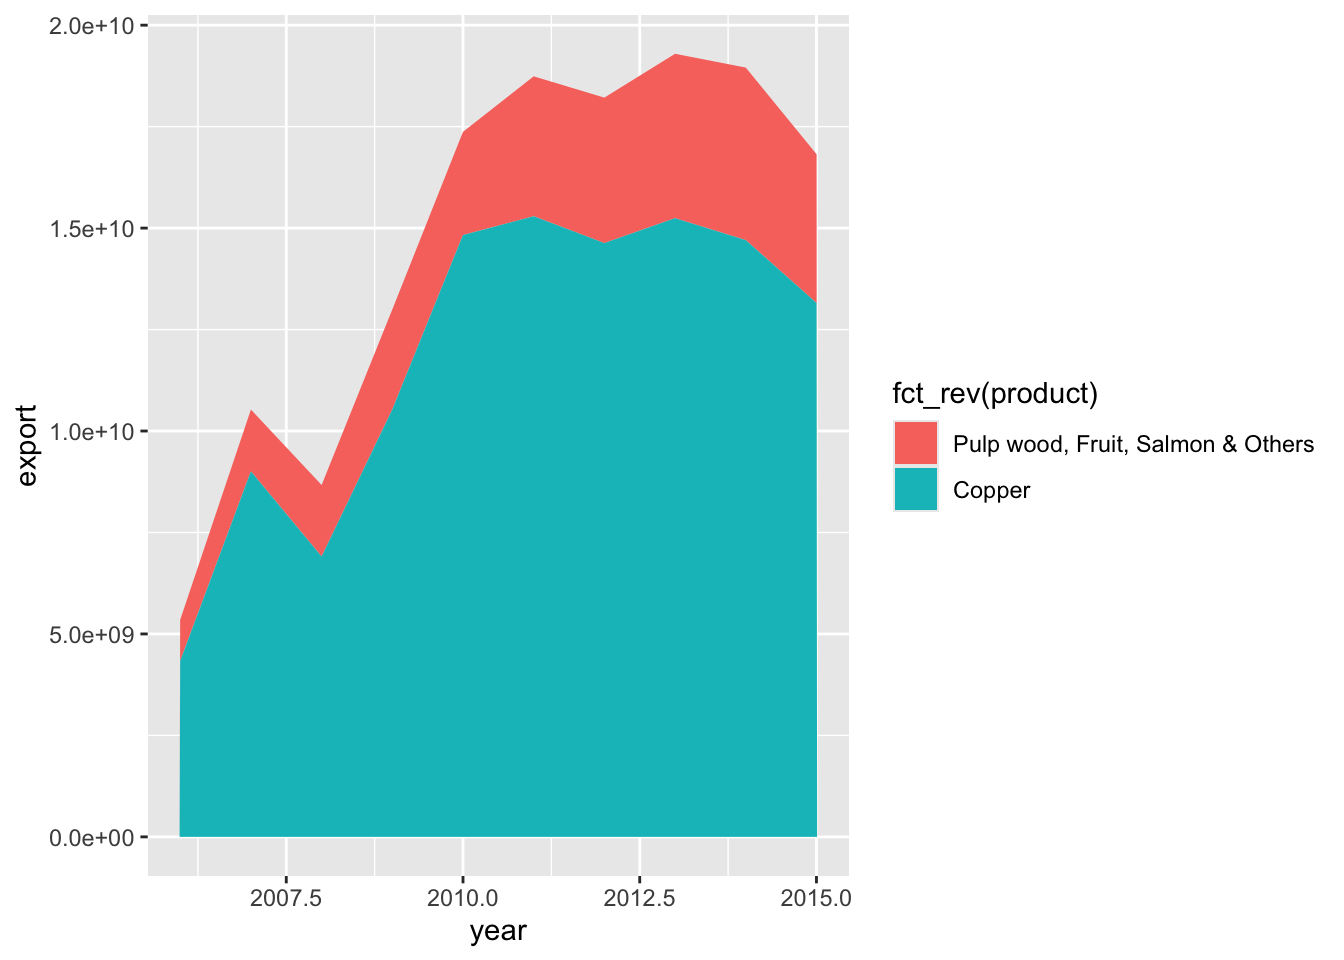 2.0e+10
1.5e+10
1.0e+10
5.0e+09
0.0e+00
export
2007.5 2010.0 2012.5 2015.0
year
fct_rev(product)
Pulp wood, Fruit, Salmon & Others
Copper